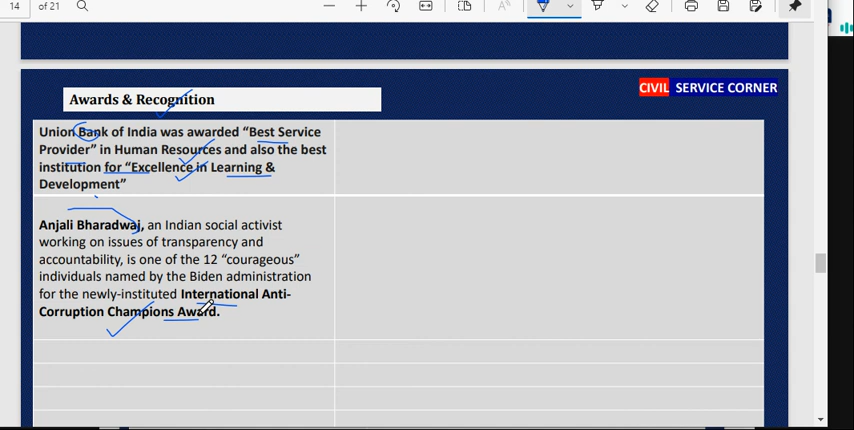 14 of 21
Awards & Recognition
CIVIL SERVICE CORNER
Union Bank of India was awarded “Best Service
Provider” in Human Resources and also the best
institution for “Excellence in Learning &
Development”
Anjali Bharadwaj, an Indian social activist
working on issues of transparency and
accountability, is one of the 12 “courageous”
individuals named by the Biden administration
for the newly-instituted International Anti-
Corruption Champions Award.